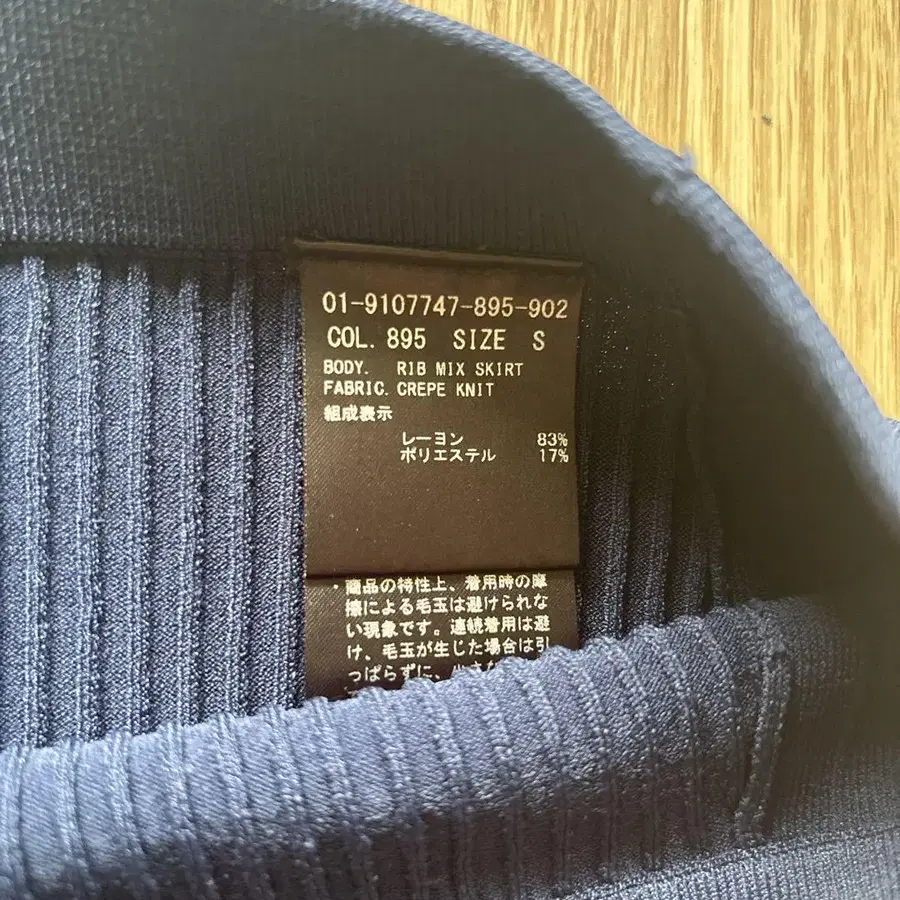 01-9107747-895-902
COL. 895 SIZE S
BODY. RIB MIX SKIRT
FABRIC. CREPE KNIT
組成表示
レーヨン 83%
ポリエステル 17%
・商品の特性上、着用時の摩
擦による毛玉は避けられな
い現象です。連続着用は避
け、毛玉が生じた場合は引
っぱらずに、小さな